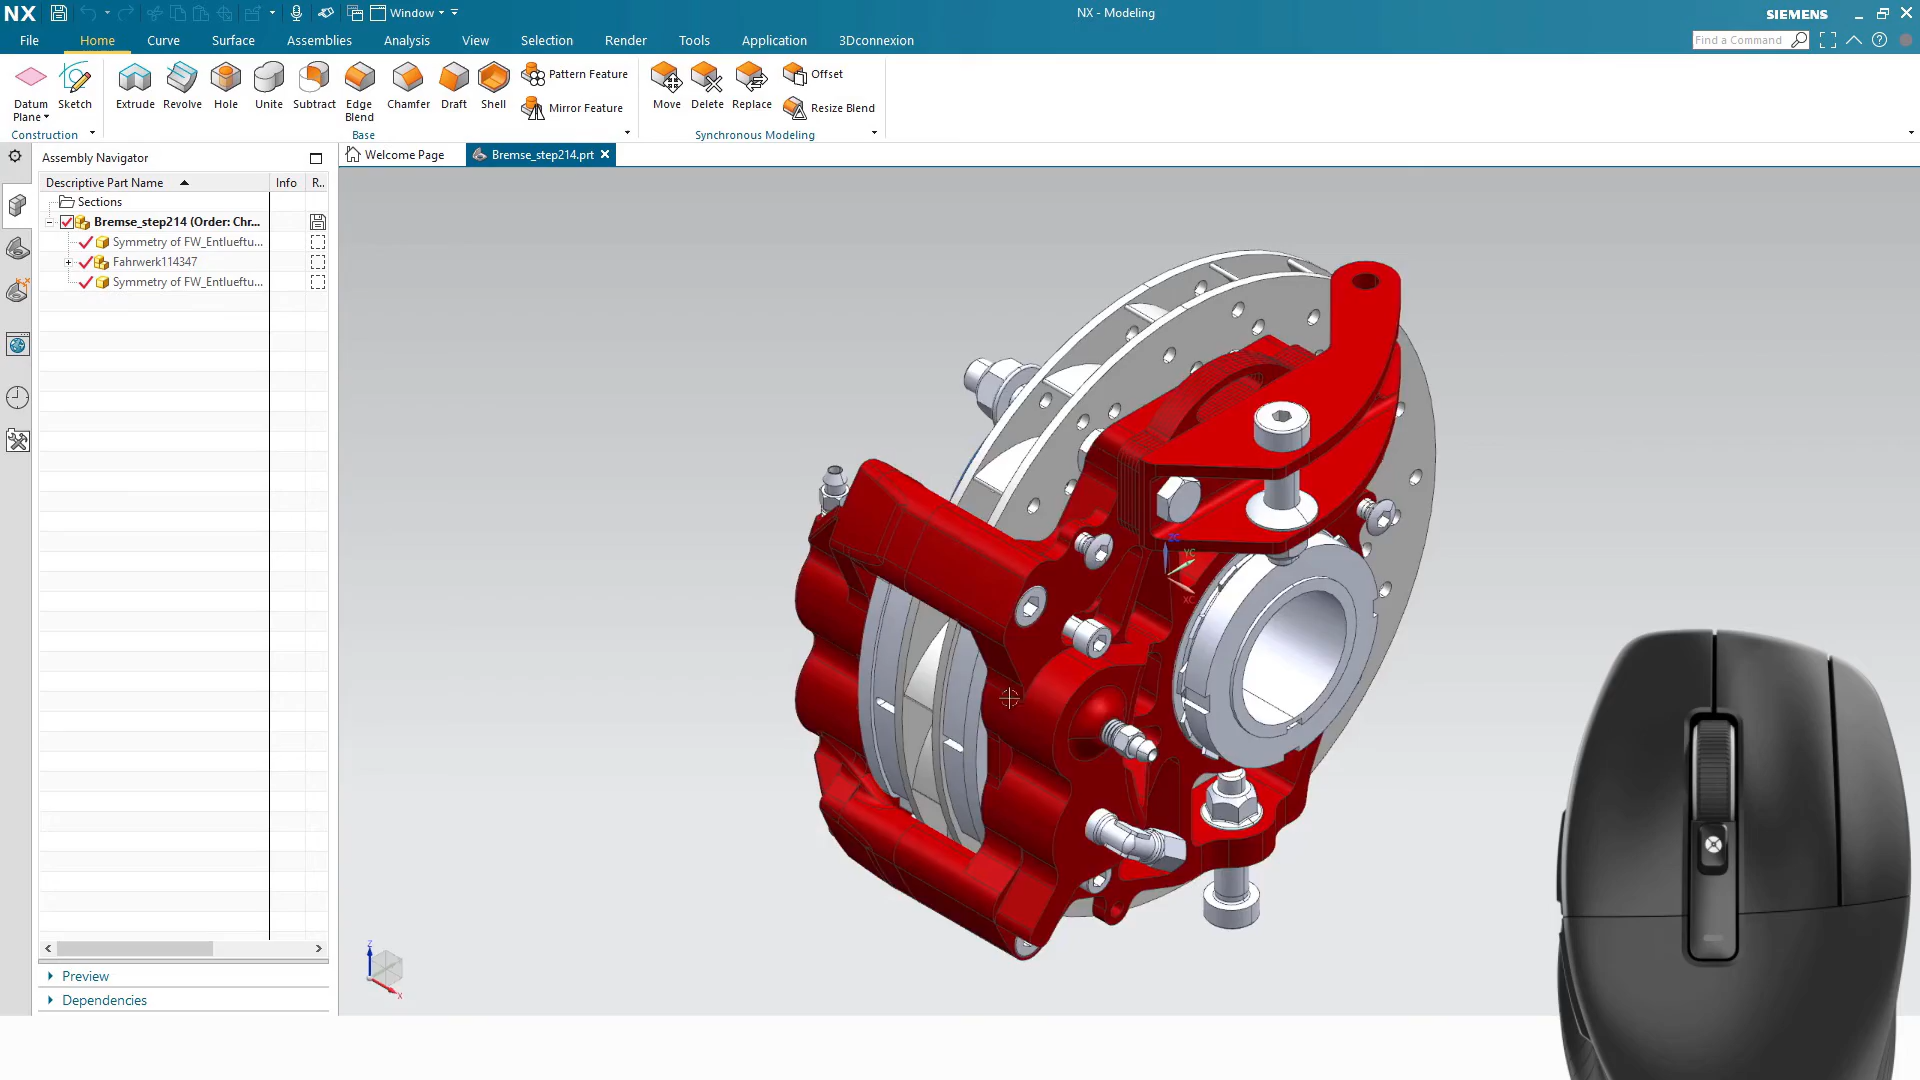 NX
Window
NX - Modeling
SIEMENS
File
Home
Curve
Surface
Assemblies
Analysis
View
Selection
Render
Tools
Application
3Dconnexion
Find a Command
Datum Plane
Sketch
Extrude
Revolve
Hole
Unite
Subtract
Edge Blend
Chamfer
Draft
Shell
Pattern Feature
Mirror Feature
Move
Delete
Replace
Offset
Resize Blend
Construction
Base
Synchronous Modeling
Assembly Navigator
Welcome Page
Bremse_step214.prt
Descriptive Part Name
Info
R..
Sections
Bremse_step214 (Order: Chr...
Symmetry of FW_Entlueftu...
Fahrwerk114347
Symmetry of FW_Entlueftu...
ZC
YC
XC
Z
X
Preview
Dependencies